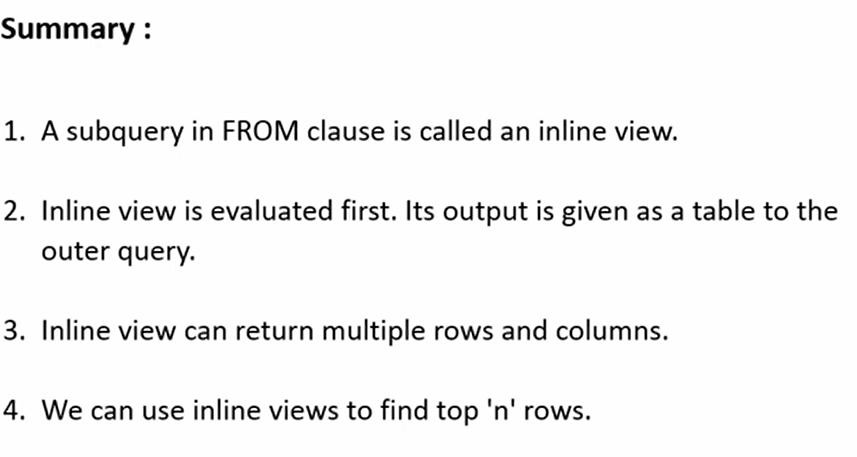 Summary :
1. A subquery in FROM clause is called an inline view.
2. Inline view is evaluated first. Its output is given as a table to the
outer query.
3. Inline view can return multiple rows and columns.
4. We can use inline views to find top 'n' rows.